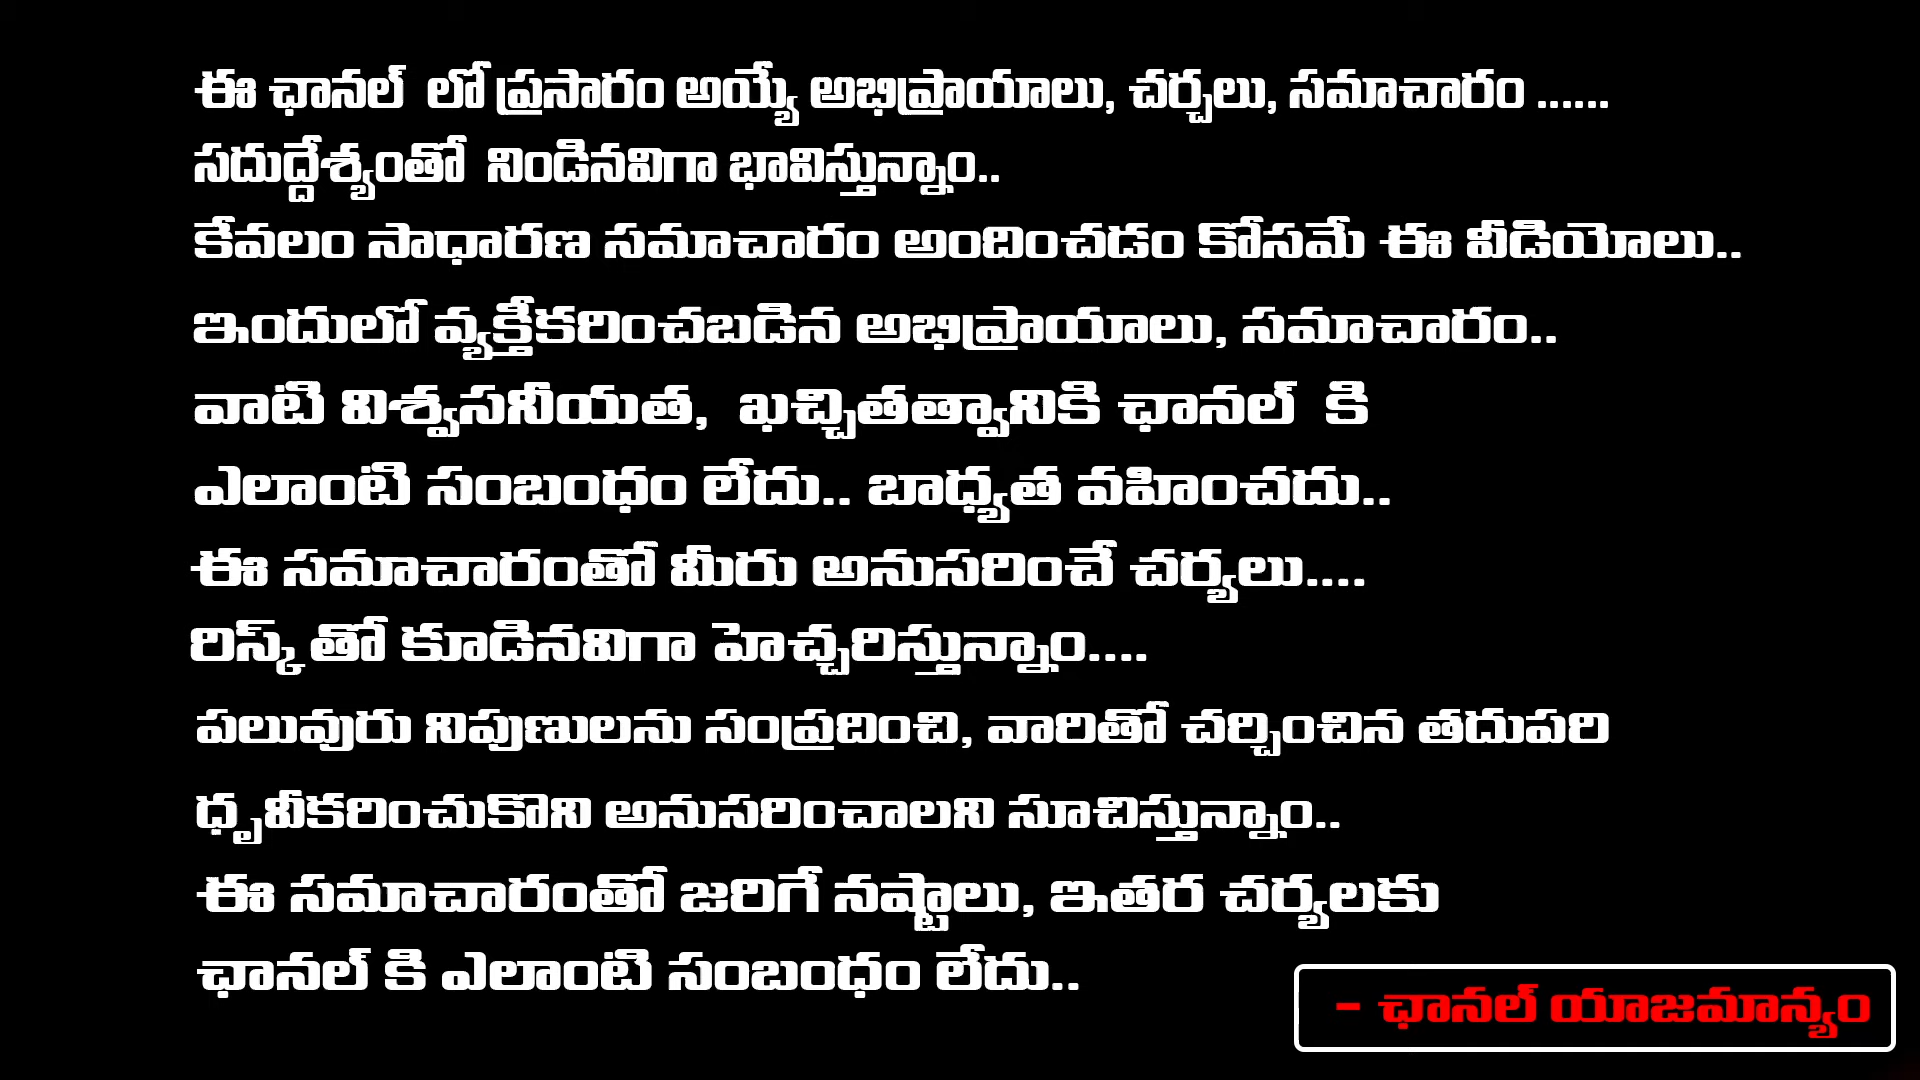 ఈ ఛానల్ లో ప్రసారం అయ్యే అభిప్రాయాలు, చర్చలు, సమాచారం ......
సదుద్దేశ్యంతో నిండినవిగా భావిస్తున్నాం..
కేవలం సాధారణ సమాచారం అందించడం కోసమే ఈ వీడియోలు..
ఇందులో వ్యక్తీకరించబడిన అభిప్రాయాలు, సమాచారం..
వాటి విశ్వసనీయత, ఖచ్చితత్వానికి ఛానల్ కి
ఎలాంటి సంబంధం లేదు.. బాధ్యత వహించదు..
ఈ సమాచారంతో మీరు అనుసరించే చర్యలు....
రిస్క్ తో కూడినవిగా హెచ్చరిస్తున్నాం....
పలువురు నిపుణులను సంప్రదించి, వారితో చర్చించిన తదుపరి
ధృవీకరించుకొని అనుసరించాలని సూచిస్తున్నాం..
ఈ సమాచారంతో జరిగే నష్టాలు, ఇతర చర్యలకు
ఛానల్ కి ఎలాంటి సంబంధం లేదు..
- ఛానల్ యాజమాన్యం